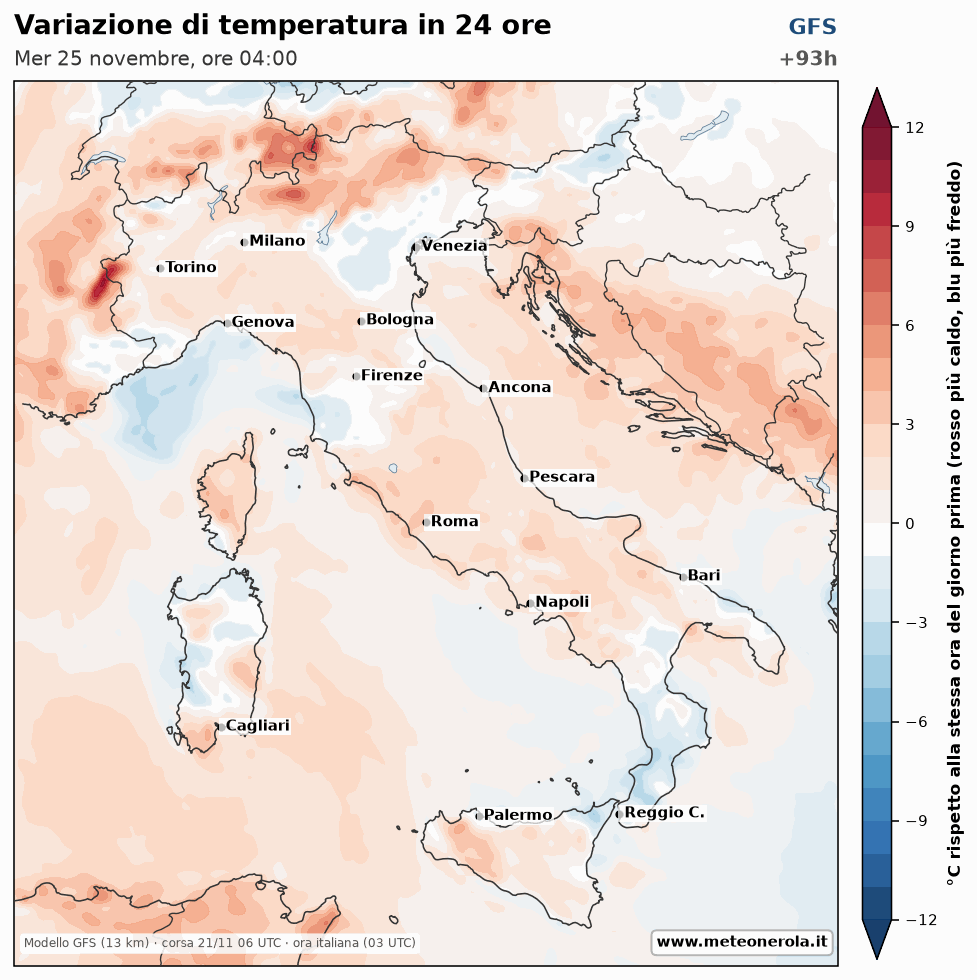 Variazione di temperatura in 24 ore
GFS
Mer 25 novembre, ore 04:00
+93h
Milano
Venezia
Torino
Genova
Bologna
Firenze
Ancona
Pescara
Roma
Bari
Napoli
Cagliari
Palermo
Reggio C.
12
9
6
3
0
−3
−6
−9
−12
°C rispetto alla stessa ora del giorno prima (rosso più caldo, blu più freddo)
Modello GFS (13 km) · corsa 21/11 06 UTC · ora italiana (03 UTC)
www.meteonerola.it